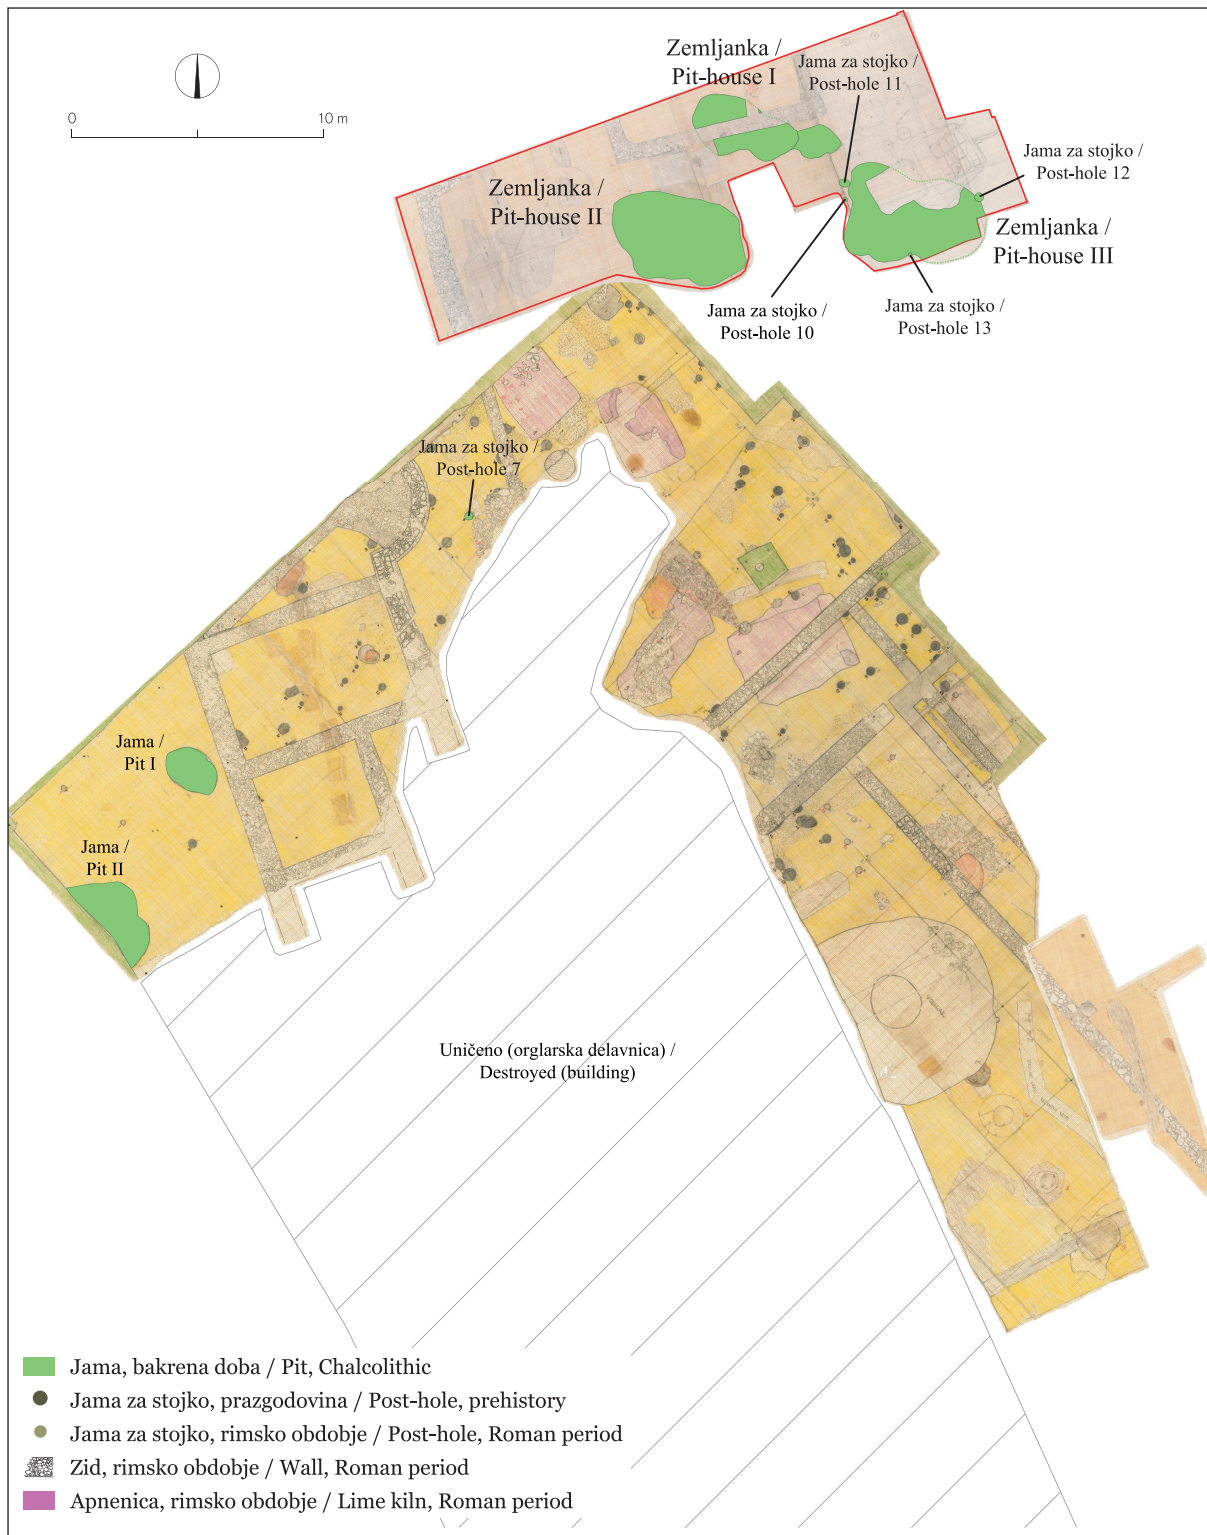 Zemljanka /
Pit-house I
Jama za stojko /
Post-hole 11
0
10 m
Jama za stojko /
Post-hole 12
Zemljanka /
Pit-house II
Zemljanka /
Pit-house III
Jama za stojko /
Post-hole 10
Jama za stojko /
Post-hole 13
Jama za stojko /
Post-hole 7
Jama /
Pit I
Jama /
Pit II
Uničeno (orglarska delavnica) /
Destroyed (building)
Jama, bakrena doba / Pit, Chalcolithic
Jama za stojko, prazgodovina / Post-hole, prehistory
Jama za stojko, rimsko obdobje / Post-hole, Roman period
Zid, rimsko obdobje / Wall, Roman period
Apnenica, rimsko obdobje / Lime kiln, Roman period